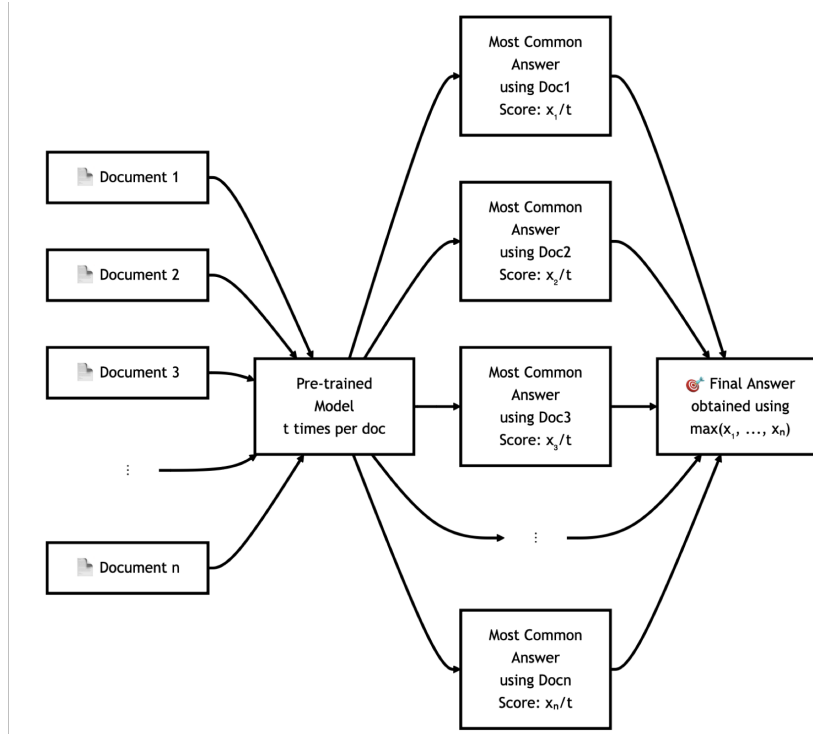 Document 1
Document 2
Document 3
⋮
Document n
Pre-trained
Model
t times per doc
Most Common
Answer
using Doc1
Score: x₁/t
Most Common
Answer
using Doc2
Score: x₂/t
Most Common
Answer
using Doc3
Score: x₃/t
⋮
Most Common
Answer
using Docn
Score: xₙ/t
Final Answer
obtained using
max(x₁, ..., xₙ)